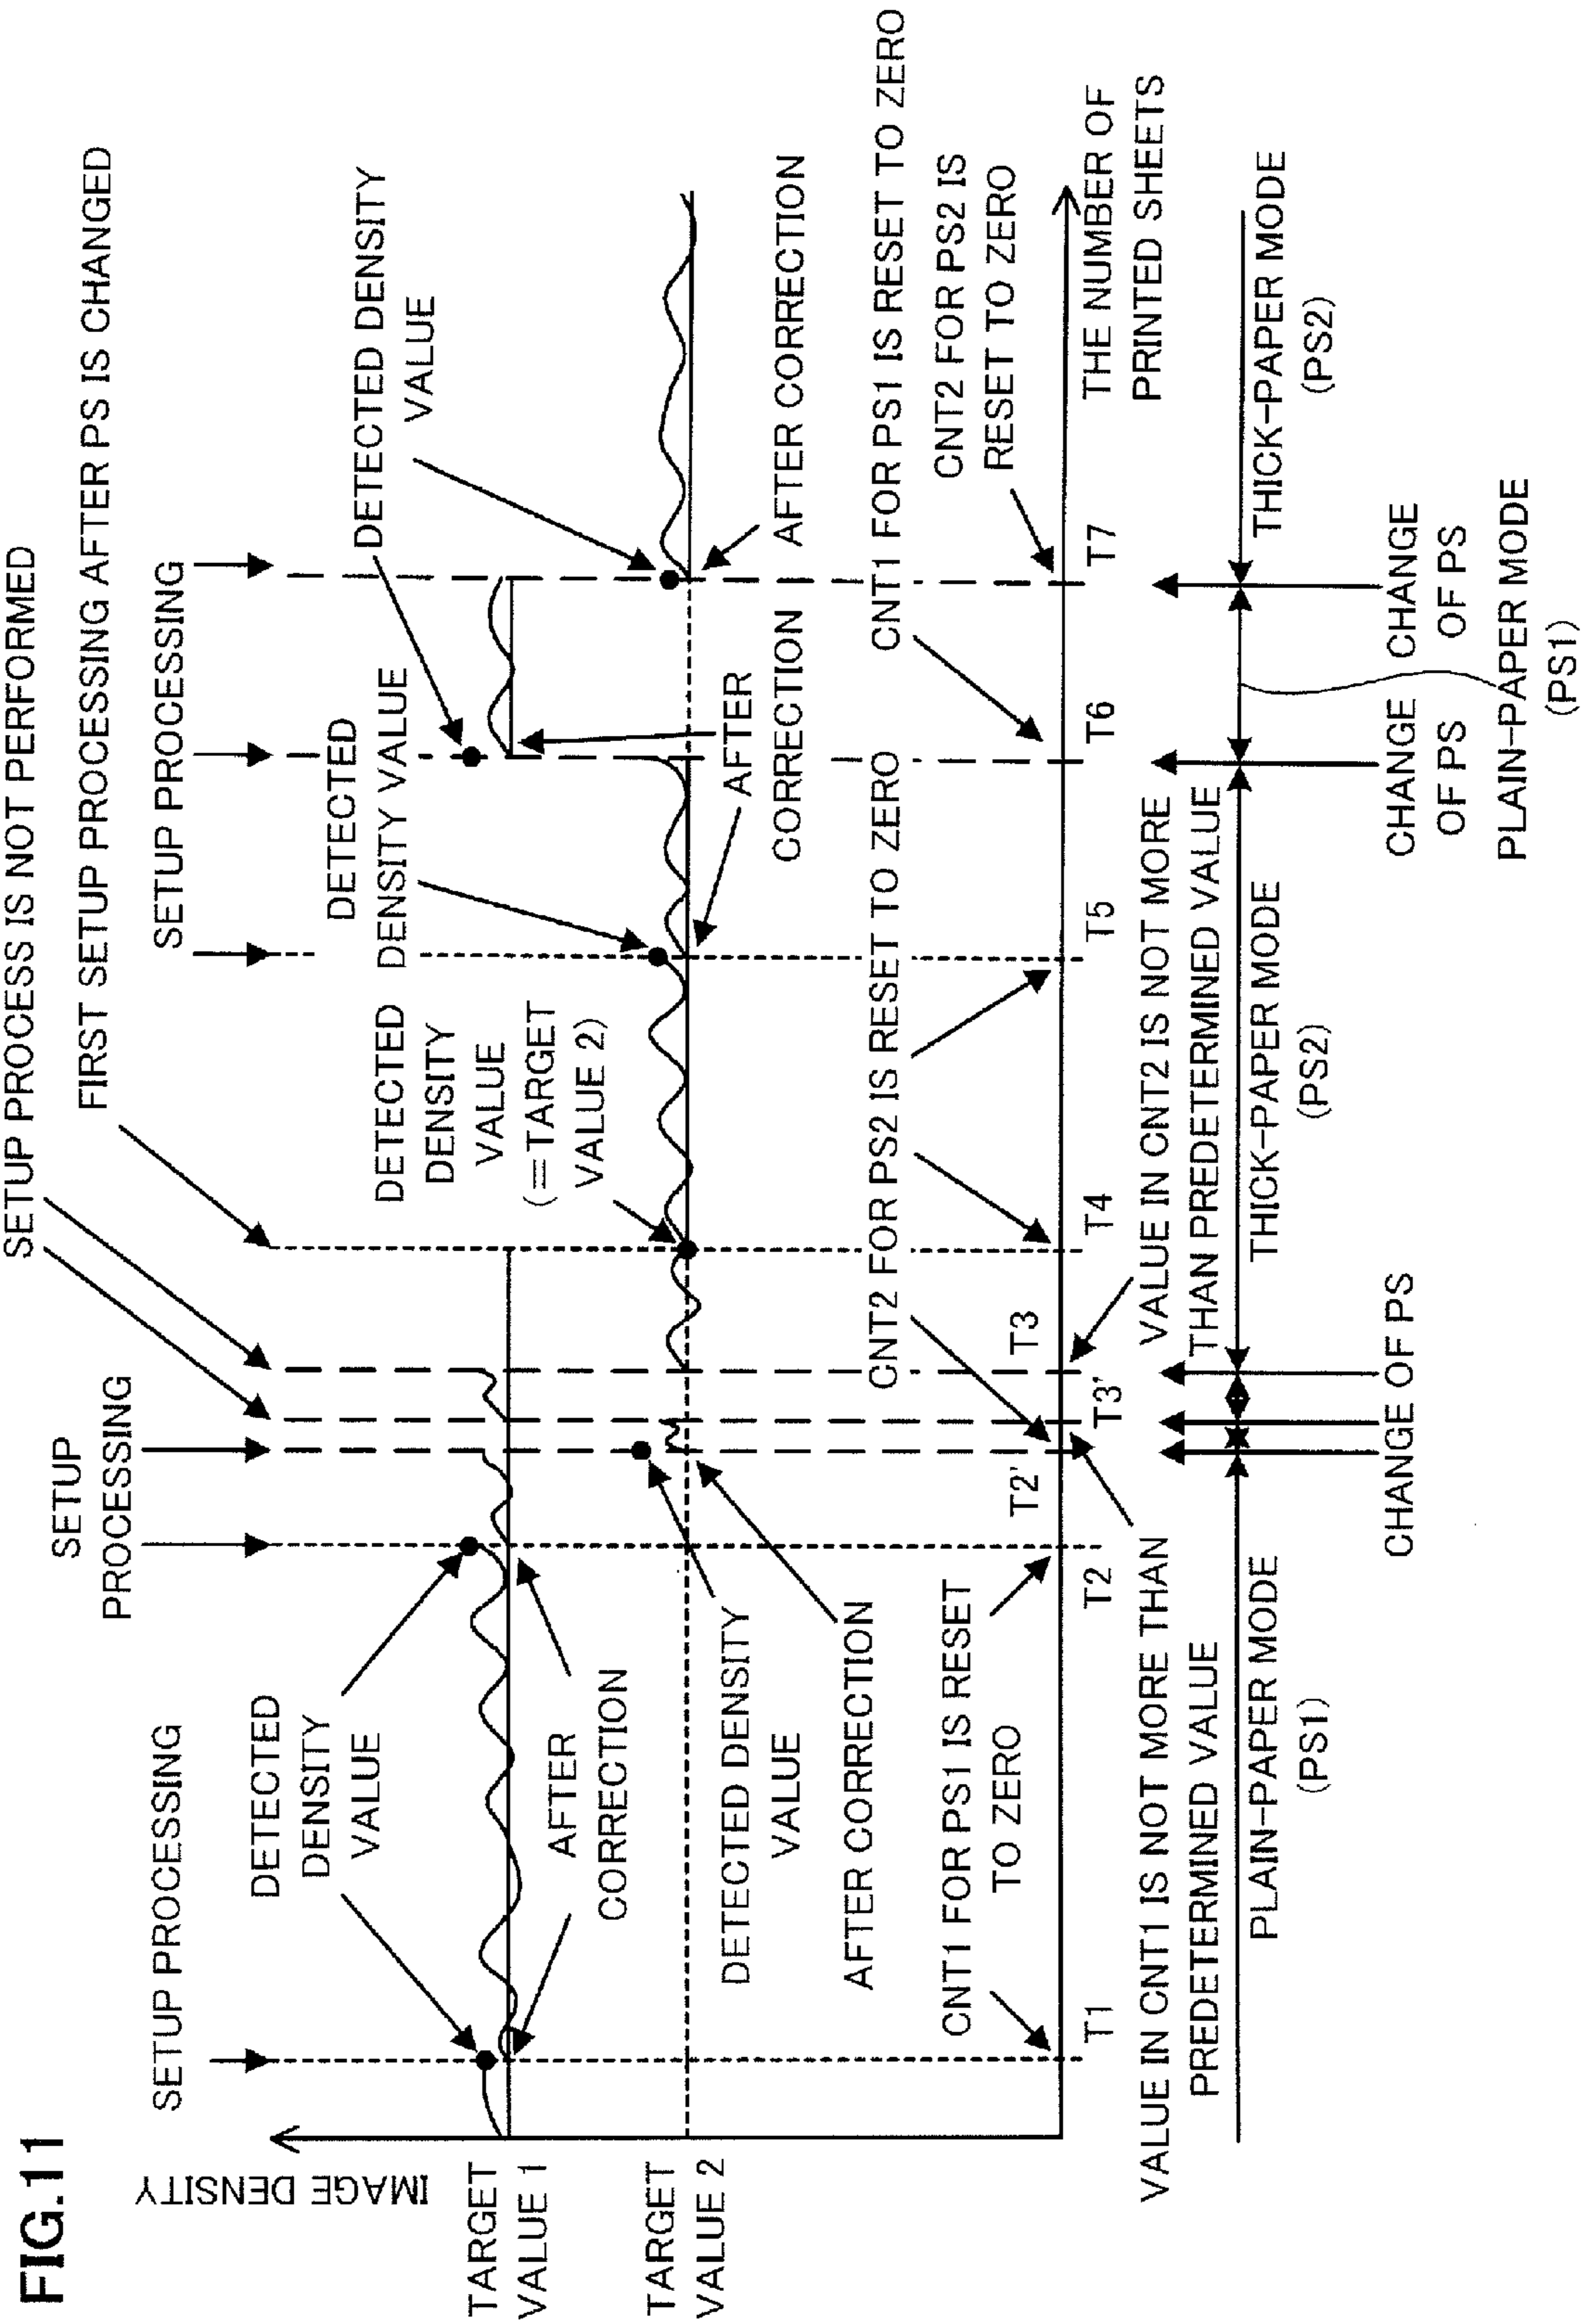 FIG.11
SETUP PROCESS IS NOT PERFORMED
FIRST SETUP PROCESSING AFTER PS IS CHANGED
SETUP PROCESSING
SETUP
PROCESSING
SETUP PROCESSING
IMAGE DENSITY
TARGET
VALUE 1
TARGET
VALUE 2
DETECTED
DENSITY
VALUE
AFTER
CORRECTION
DETECTED DENSITY
VALUE
AFTER CORRECTION
DETECTED
DENSITY
VALUE
(=TARGET
VALUE 2)
DETECTED
DENSITY VALUE
AFTER
CORRECTION
DETECTED DENSITY
VALUE
AFTER CORRECTION
CNT1 FOR PS1 IS RESET
TO ZERO
CNT2 FOR PS2 IS RESET TO ZERO
CNT1 FOR PS1 IS RESET TO ZERO
CNT2 FOR PS2 IS
RESET TO ZERO
T1
T2
T2'
T3'
T3
T4
T5
T6
T7
THE NUMBER OF
PRINTED SHEETS
VALUE IN CNT1 IS NOT MORE THAN
PREDETERMINED VALUE
VALUE IN CNT2 IS NOT MORE
THAN PREDETERMINED VALUE
PLAIN-PAPER MODE
(PS1)
THICK-PAPER MODE
(PS2)
THICK-PAPER MODE
(PS2)
CHANGE OF PS
CHANGE
OF PS
CHANGE
OF PS
PLAIN-PAPER MODE
(PS1)